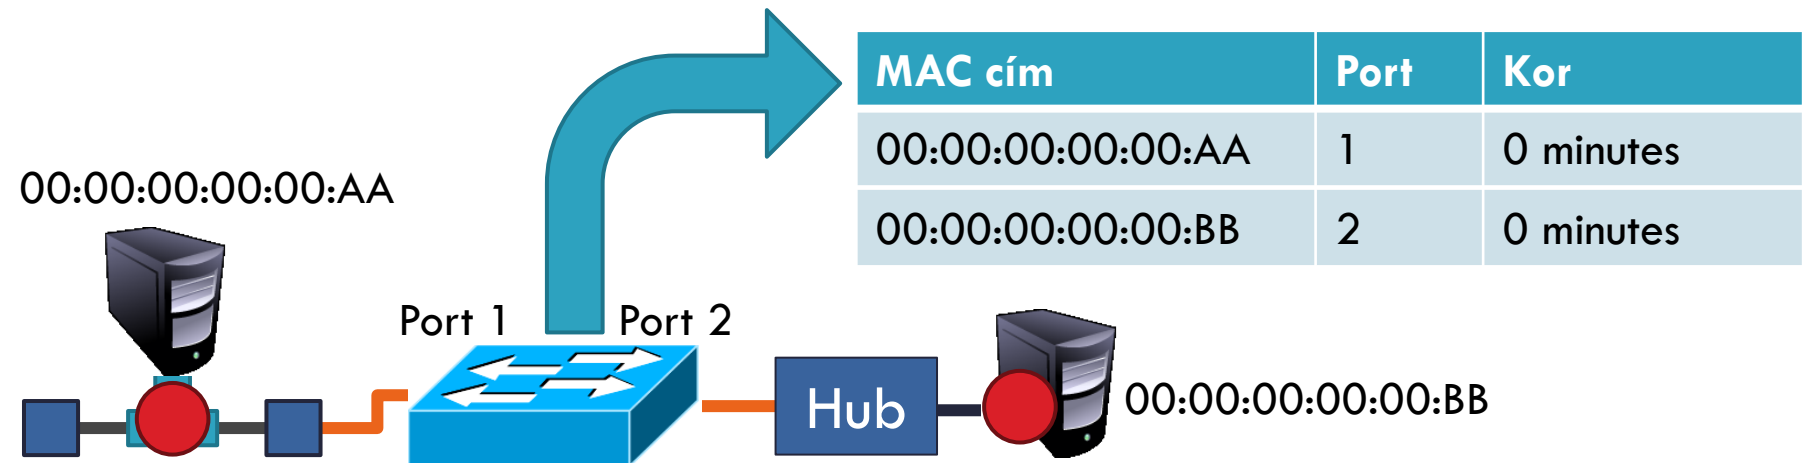 MAC cím Port Kor
00:00:00:00:00:AA 1 0 minutes
00:00:00:00:00:BB 2 0 minutes
00:00:00:00:00:AA
Port 1 Port 2
Hub
00:00:00:00:00:BB